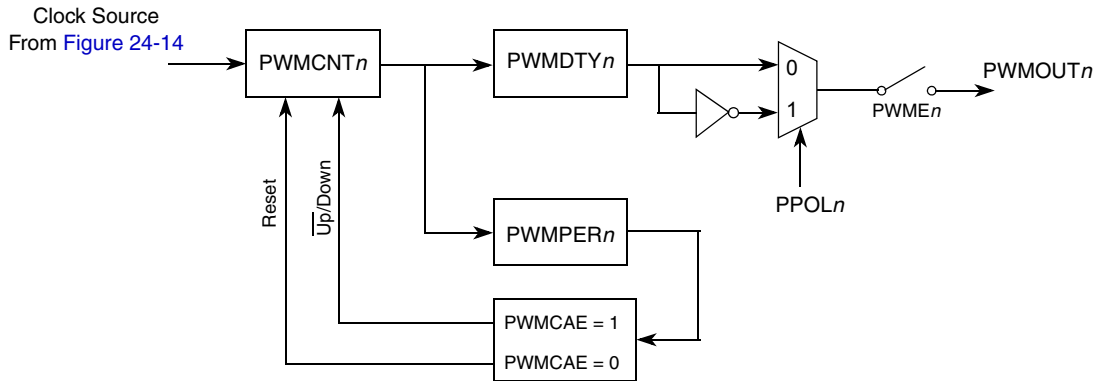 Clock Source
From Figure 24-14
PWMCNTn
PWMDTYn
0
1
PWMEn
PWMOUTn
PPOLn
Reset
Up/Down
PWMPERn
PWMCAE = 1
PWMCAE = 0